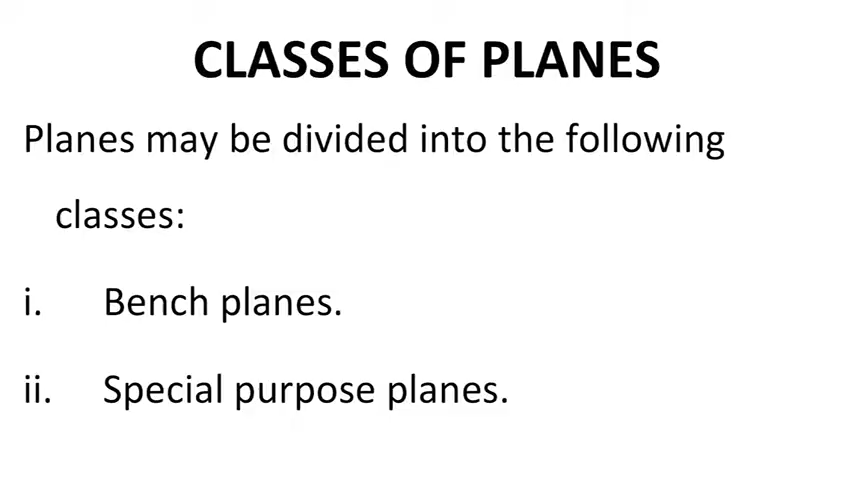 CLASSES OF PLANES
Planes may be divided into the following
classes:
i. Bench planes.
ii. Special purpose planes.